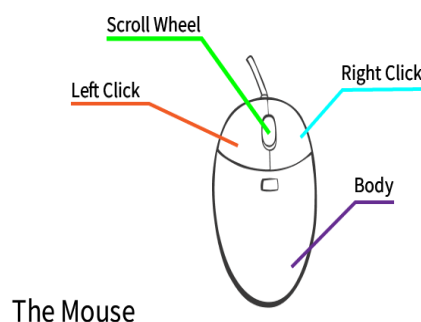 Scroll Wheel
Right Click
Left Click
Body
The Mouse